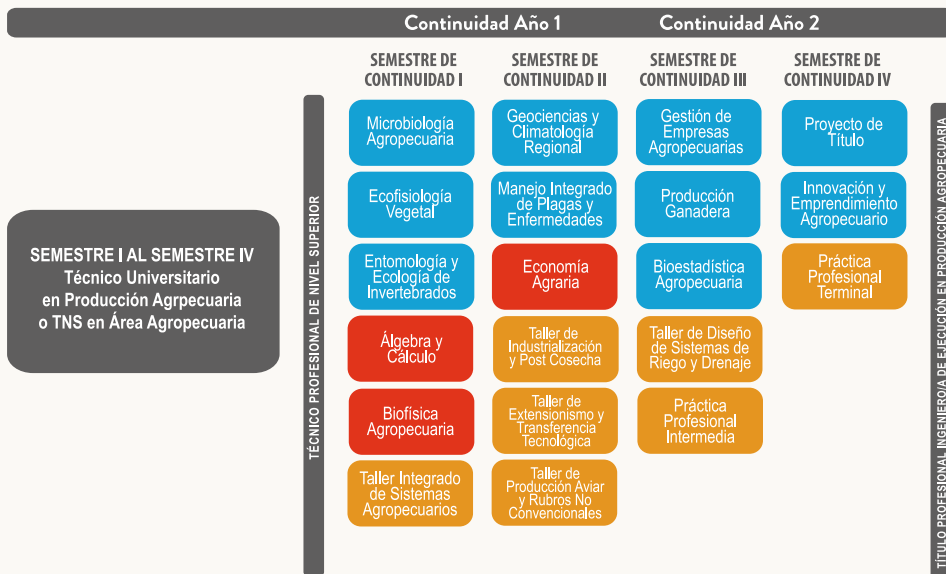 Continuidad Año 1
Continuidad Año 2
SEMESTRE DE
CONTINUIDAD I
SEMESTRE DE
CONTINUIDAD II
SEMESTRE DE
CONTINUIDAD III
SEMESTRE DE
CONTINUIDAD IV
SEMESTRE I AL SEMESTRE IV
Técnico Universitario
en Producción Agrpecuaria
o TNS en Área Agropecuaria
TÉCNICO PROFESIONAL DE NIVEL SUPERIOR
Microbiología
Agropecuaria
Ecofisiología
Vegetal
Entomología y
Ecología de
Invertebrados
Álgebra y
Cálculo
Biofísica
Agropecuaria
Taller Integrado
de Sistemas
Agropecuarios
Geociencias y
Climatología
Regional
Manejo Integrado
de Plagas y
Enfermedades
Economía
Agraria
Taller de
Industrialización
y Post Cosecha
Taller de
Extensionismo y
Transferencia
Tecnológica
Taller de
Producción Aviar
y Rubros No
Convencionales
Gestión de
Empresas
Agropecuarias
Producción
Ganadera
Bioestadística
Agropecuaria
Taller de Diseño
de Sistemas de
Riego y Drenaje
Práctica
Profesional
Intermedia
Proyecto de
Título
Innovación y
Emprendimiento
Agropecuario
Práctica
Profesional
Terminal
TÍTULO PROFESIONAL INGENIERO/A DE EJECUCIÓN EN PRODUCCIÓN AGROPECUARIA